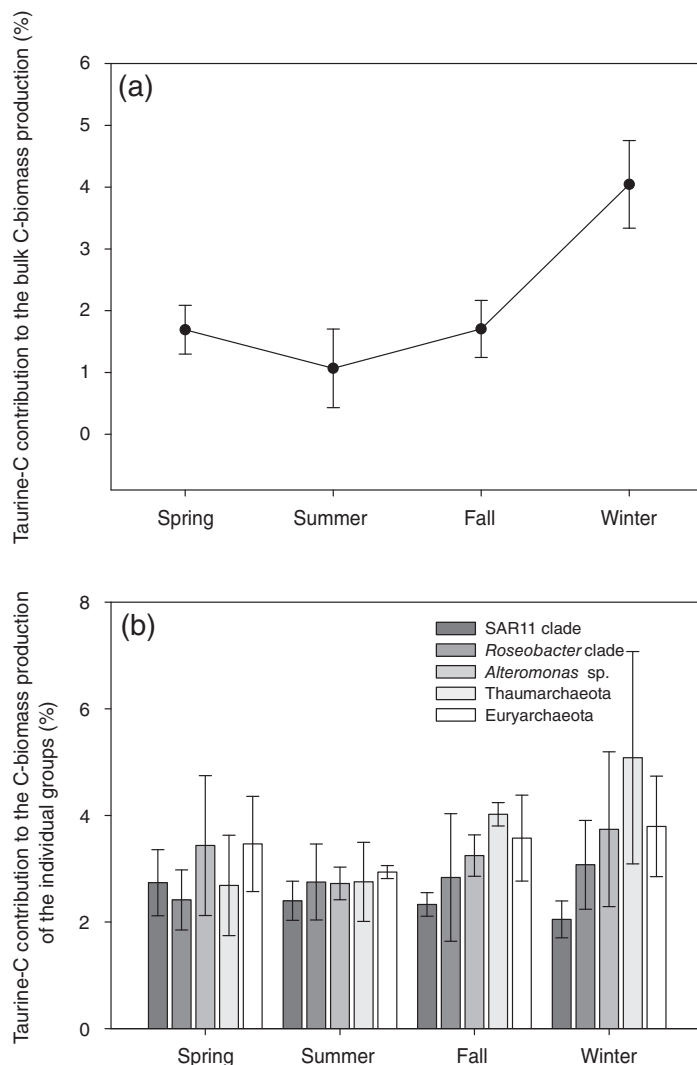 Taurine-C contribution to the bulk C-biomass production (%)
(a)
6
5
4
3
2
1
0
Spring Summer Fall Winter
Taurine-C contribution to the C-biomass production
of the individual groups (%)
(b)
8
6
4
2
0
SAR11 clade
Roseobacter clade
Alteromonas sp.
Thaumarchaeota
Euryarchaeota
Spring Summer Fall Winter